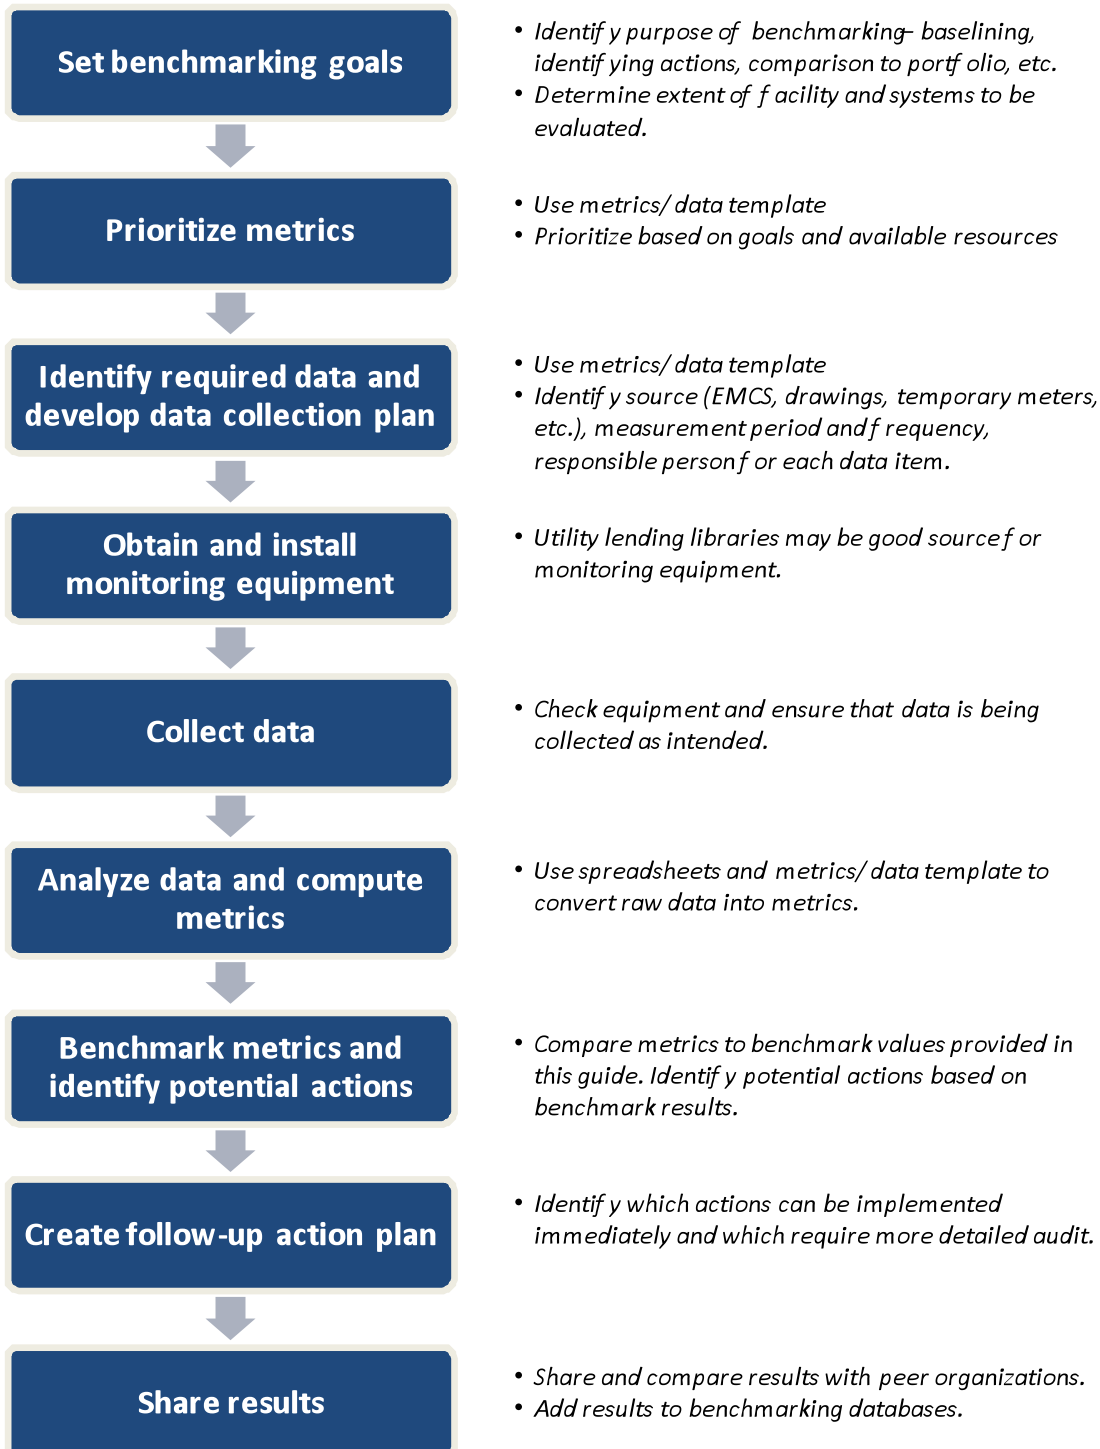 Set benchmarking goals
• Identify purpose of benchmarking– baselining,
identifying actions, comparison to portfolio, etc.
• Determine extent of facility and systems to be
evaluated.
Prioritize metrics
• Use metrics/data template
• Prioritize based on goals and available resources
Identify required data and
develop data collection plan
• Use metrics/data template
• Identify source (EMCS, drawings, temporary meters,
etc.), measurement period and frequency,
responsible person for each data item.
Obtain and install
monitoring equipment
• Utility lending libraries may be good source for
monitoring equipment.
Collect data
• Check equipment and ensure that data is being
collected as intended.
Analyze data and compute
metrics
• Use spreadsheets and metrics/data template to
convert raw data into metrics.
Benchmark metrics and
identify potential actions
• Compare metrics to benchmark values provided in
this guide. Identify potential actions based on
benchmark results.
Create follow-up action plan
• Identify which actions can be implemented
immediately and which require more detailed audit.
Share results
• Share and compare results with peer organizations.
• Add results to benchmarking databases.